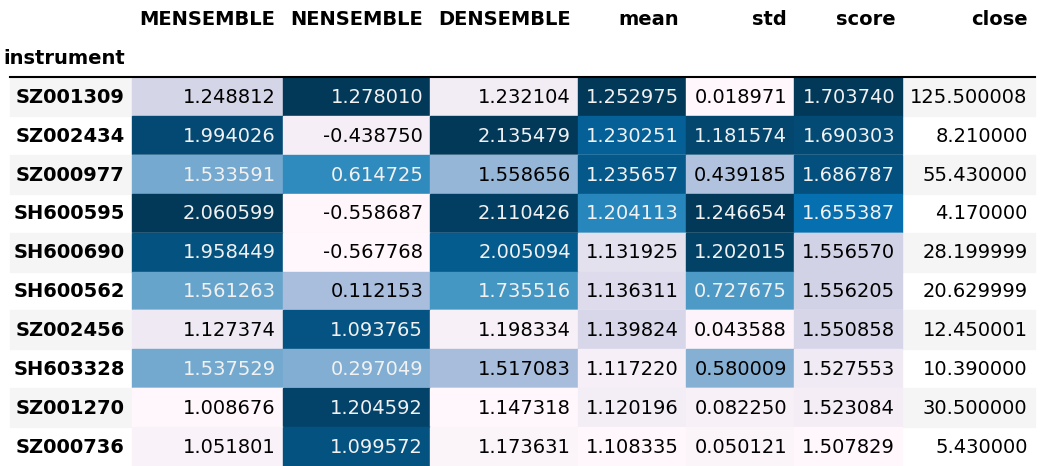 MENSEMBLE NENSEMBLE DENSEMBLE mean std score close
instrument
SZ001309 1.248812 1.278010 1.232104 1.252975 0.018971 1.703740 125.500008
SZ002434 1.994026 -0.438750 2.135479 1.230251 1.181574 1.690303 8.210000
SZ000977 1.533591 0.614725 1.558656 1.235657 0.439185 1.686787 55.430000
SH600595 2.060599 -0.558687 2.110426 1.204113 1.246654 1.655387 4.170000
SH600690 1.958449 -0.567768 2.005094 1.131925 1.202015 1.556570 28.199999
SH600562 1.561263 0.112153 1.735516 1.136311 0.727675 1.556205 20.629999
SZ002456 1.127374 1.093765 1.198334 1.139824 0.043588 1.550858 12.450001
SH603328 1.537529 0.297049 1.517083 1.117220 0.580009 1.527553 10.390000
SZ001270 1.008676 1.204592 1.147318 1.120196 0.082250 1.523084 30.500000
SZ000736 1.051801 1.099572 1.173631 1.108335 0.050121 1.507829 5.430000